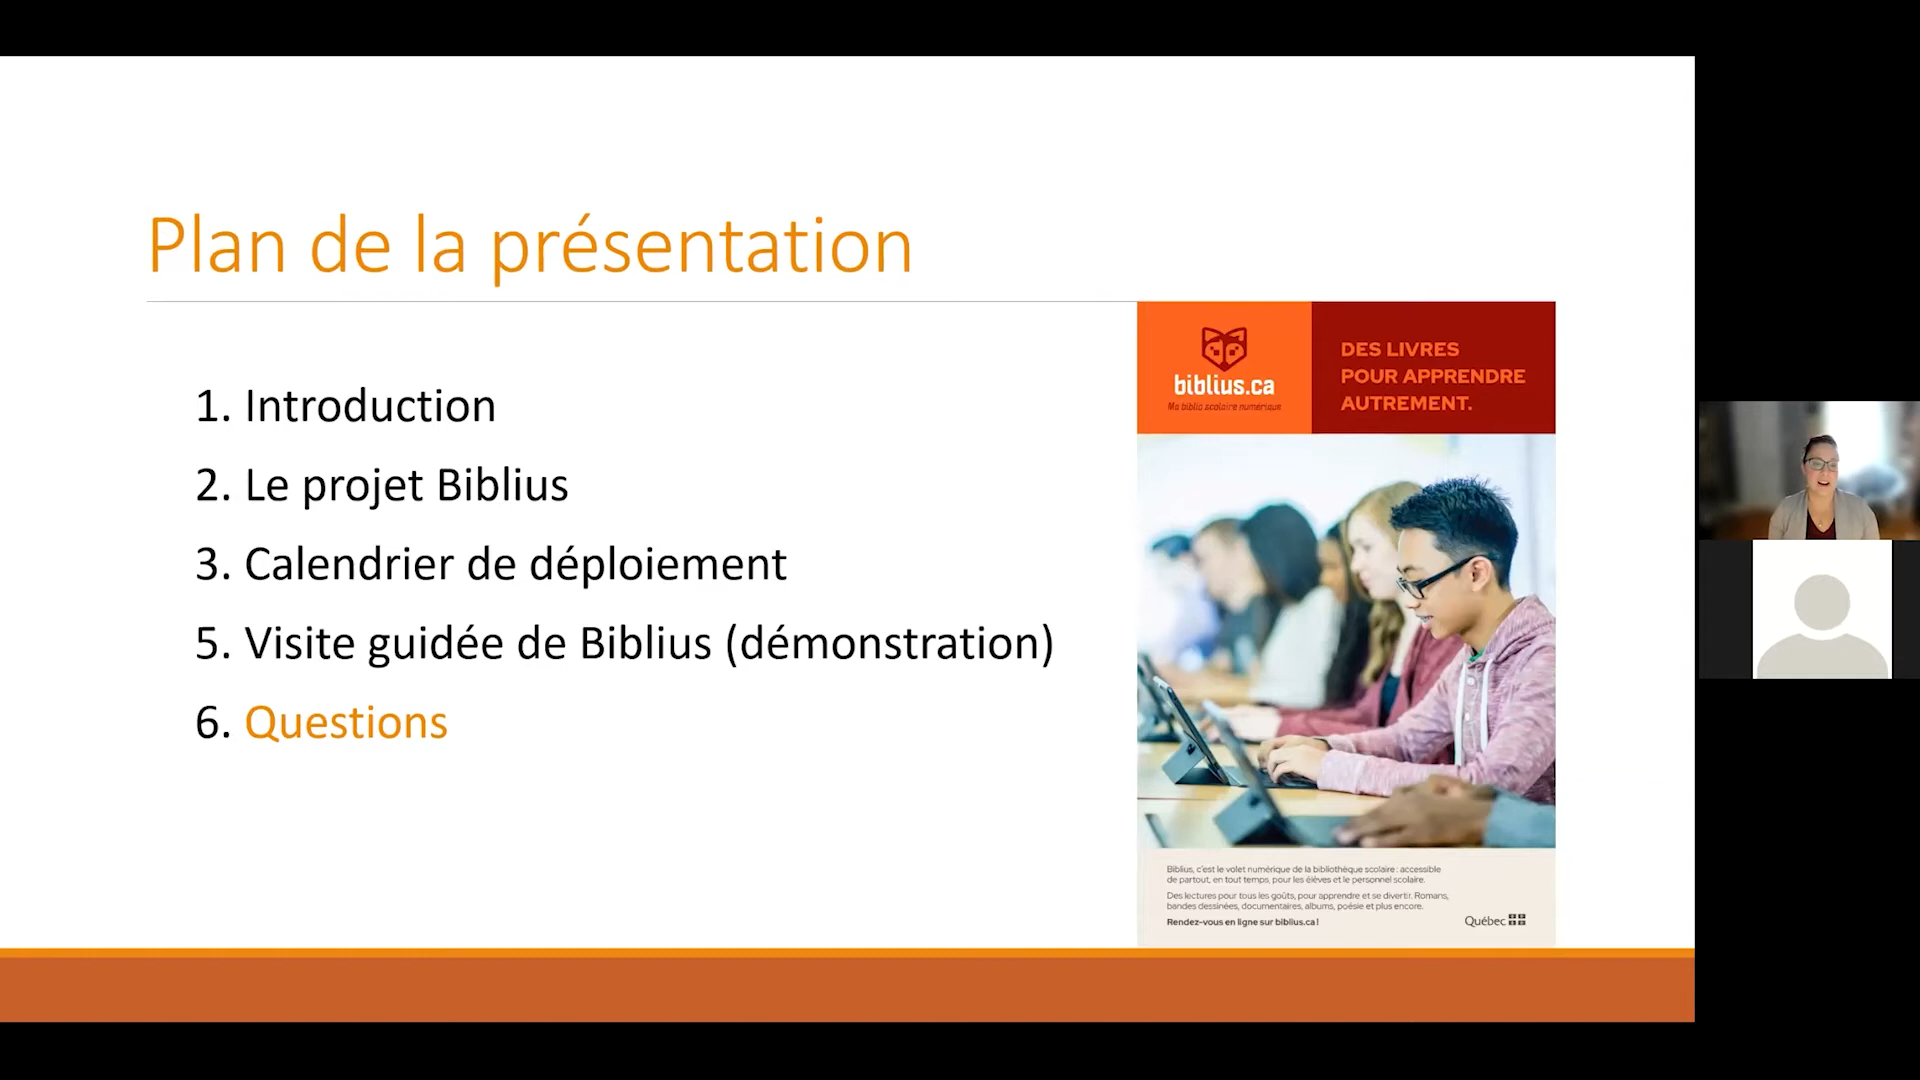 Plan de la présentation
1. Introduction
2. Le projet Biblius
3. Calendrier de déploiement
5. Visite guidée de Biblius (démonstration)
6. Questions
biblius.ca
Ma biblio scolaire numérique
DES LIVRES
POUR APPRENDRE
AUTREMENT.
Biblius, c'est le volet numérique de la bibliothèque scolaire : accessible
de partout, en tout temps, pour les élèves et le personnel scolaire.
Des lectures pour tous les goûts, pour apprendre et se divertir. Romans,
bandes dessinées, documentaires, albums, poésie et plus encore.
Rendez-vous en ligne sur biblius.ca !
Québec